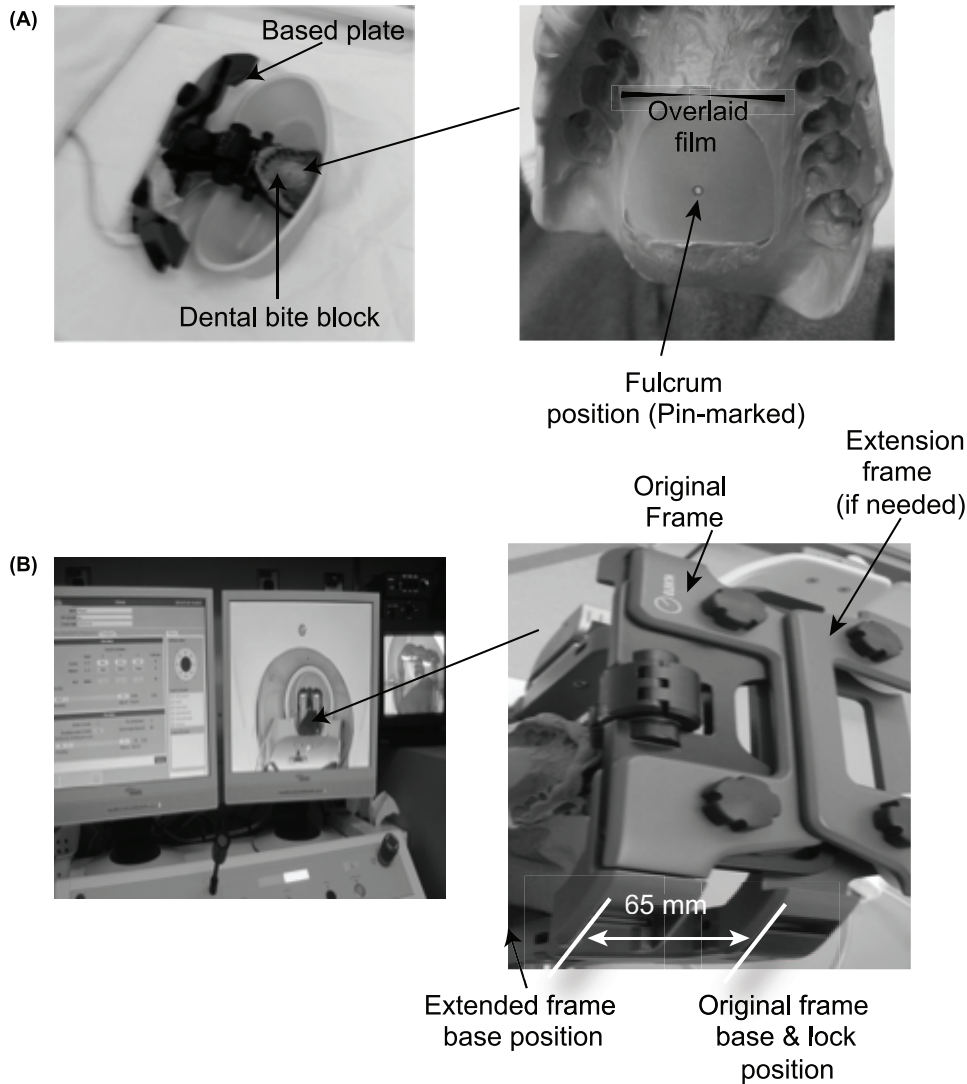 (A)
Based plate
Dental bite block
Overlaid
film
Fulcrum
position (Pin-marked)
Extension
frame
(if needed)
Original
Frame
(B)
65 mm
Extended frame
base position
Original frame
base & lock
position